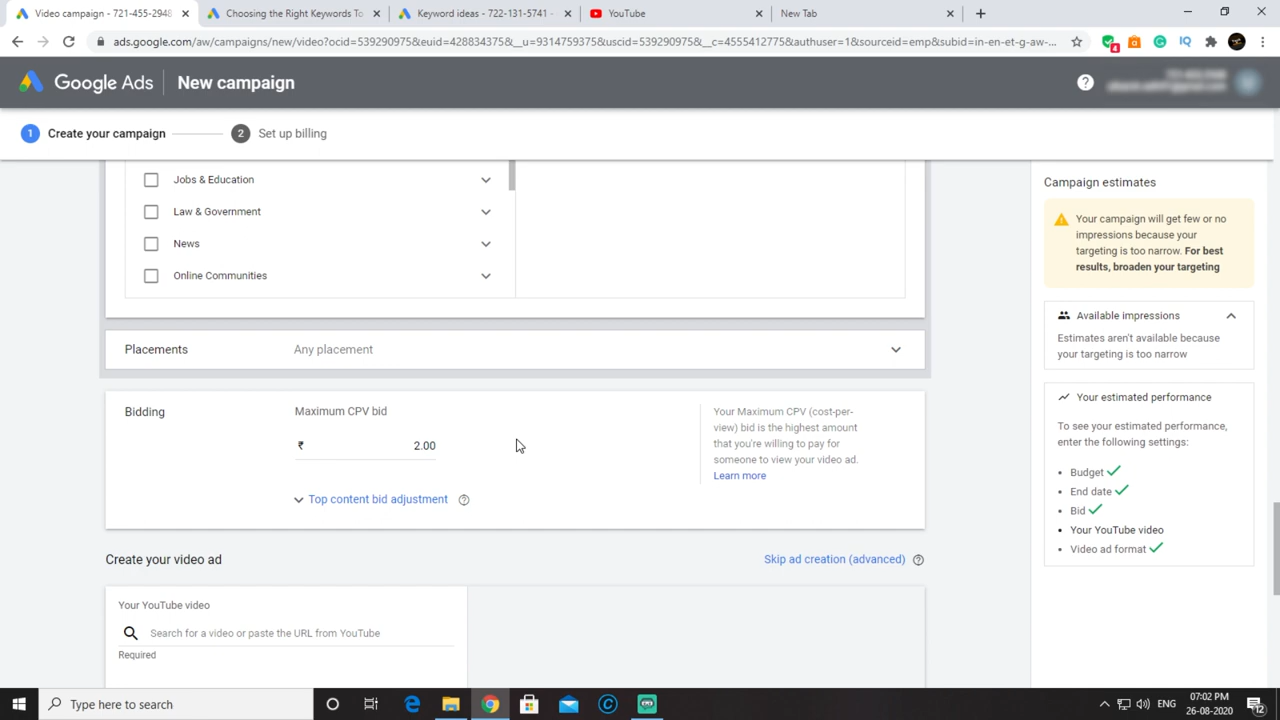 Video campaign - 721-455-2948
Choosing the Right Keywords To
Keyword ideas - 722-131-5741 -
YouTube
New Tab
ads.google.com/aw/campaigns/new/video?ocid=539290975&euid=428834375&__u=9314759375&uscid=539290975&__c=4555412775&authuser=1&sourceid=emp&subid=in-en-et-g-aw-...
4
IQ
Google Ads
New campaign
?
1 Create your campaign
2 Set up billing
Jobs & Education
Law & Government
News
Online Communities
Placements
Any placement
Bidding
Maximum CPV bid
₹ 2.00
Top content bid adjustment ?
Your Maximum CPV (cost-per-
view) bid is the highest amount
that you're willing to pay for
someone to view your video ad.
Learn more
Create your video ad
Skip ad creation (advanced) ?
Your YouTube video
Search for a video or paste the URL from YouTube
Required
Campaign estimates
Your campaign will get few or no
impressions because your
targeting is too narrow. For best
results, broaden your targeting
Available impressions
Estimates aren't available because
your targeting is too narrow
Your estimated performance
To see your estimated performance,
enter the following settings:
• Budget
• End date
• Bid
• Your YouTube video
• Video ad format
Type here to search
ENG
07:02 PM
26-08-2020
12